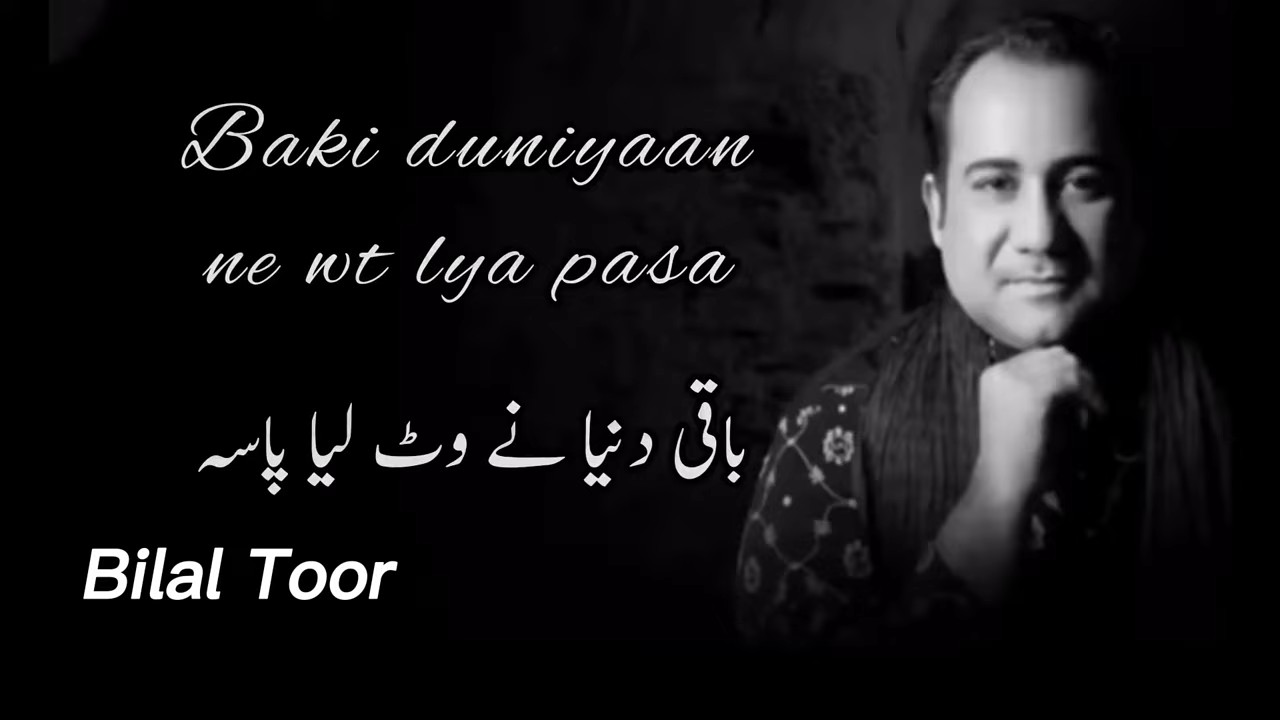 Baki duniyaan
ne wt lya pasa
باقی دنیا نے وٹ لیا پاسہ
Bilal Toor